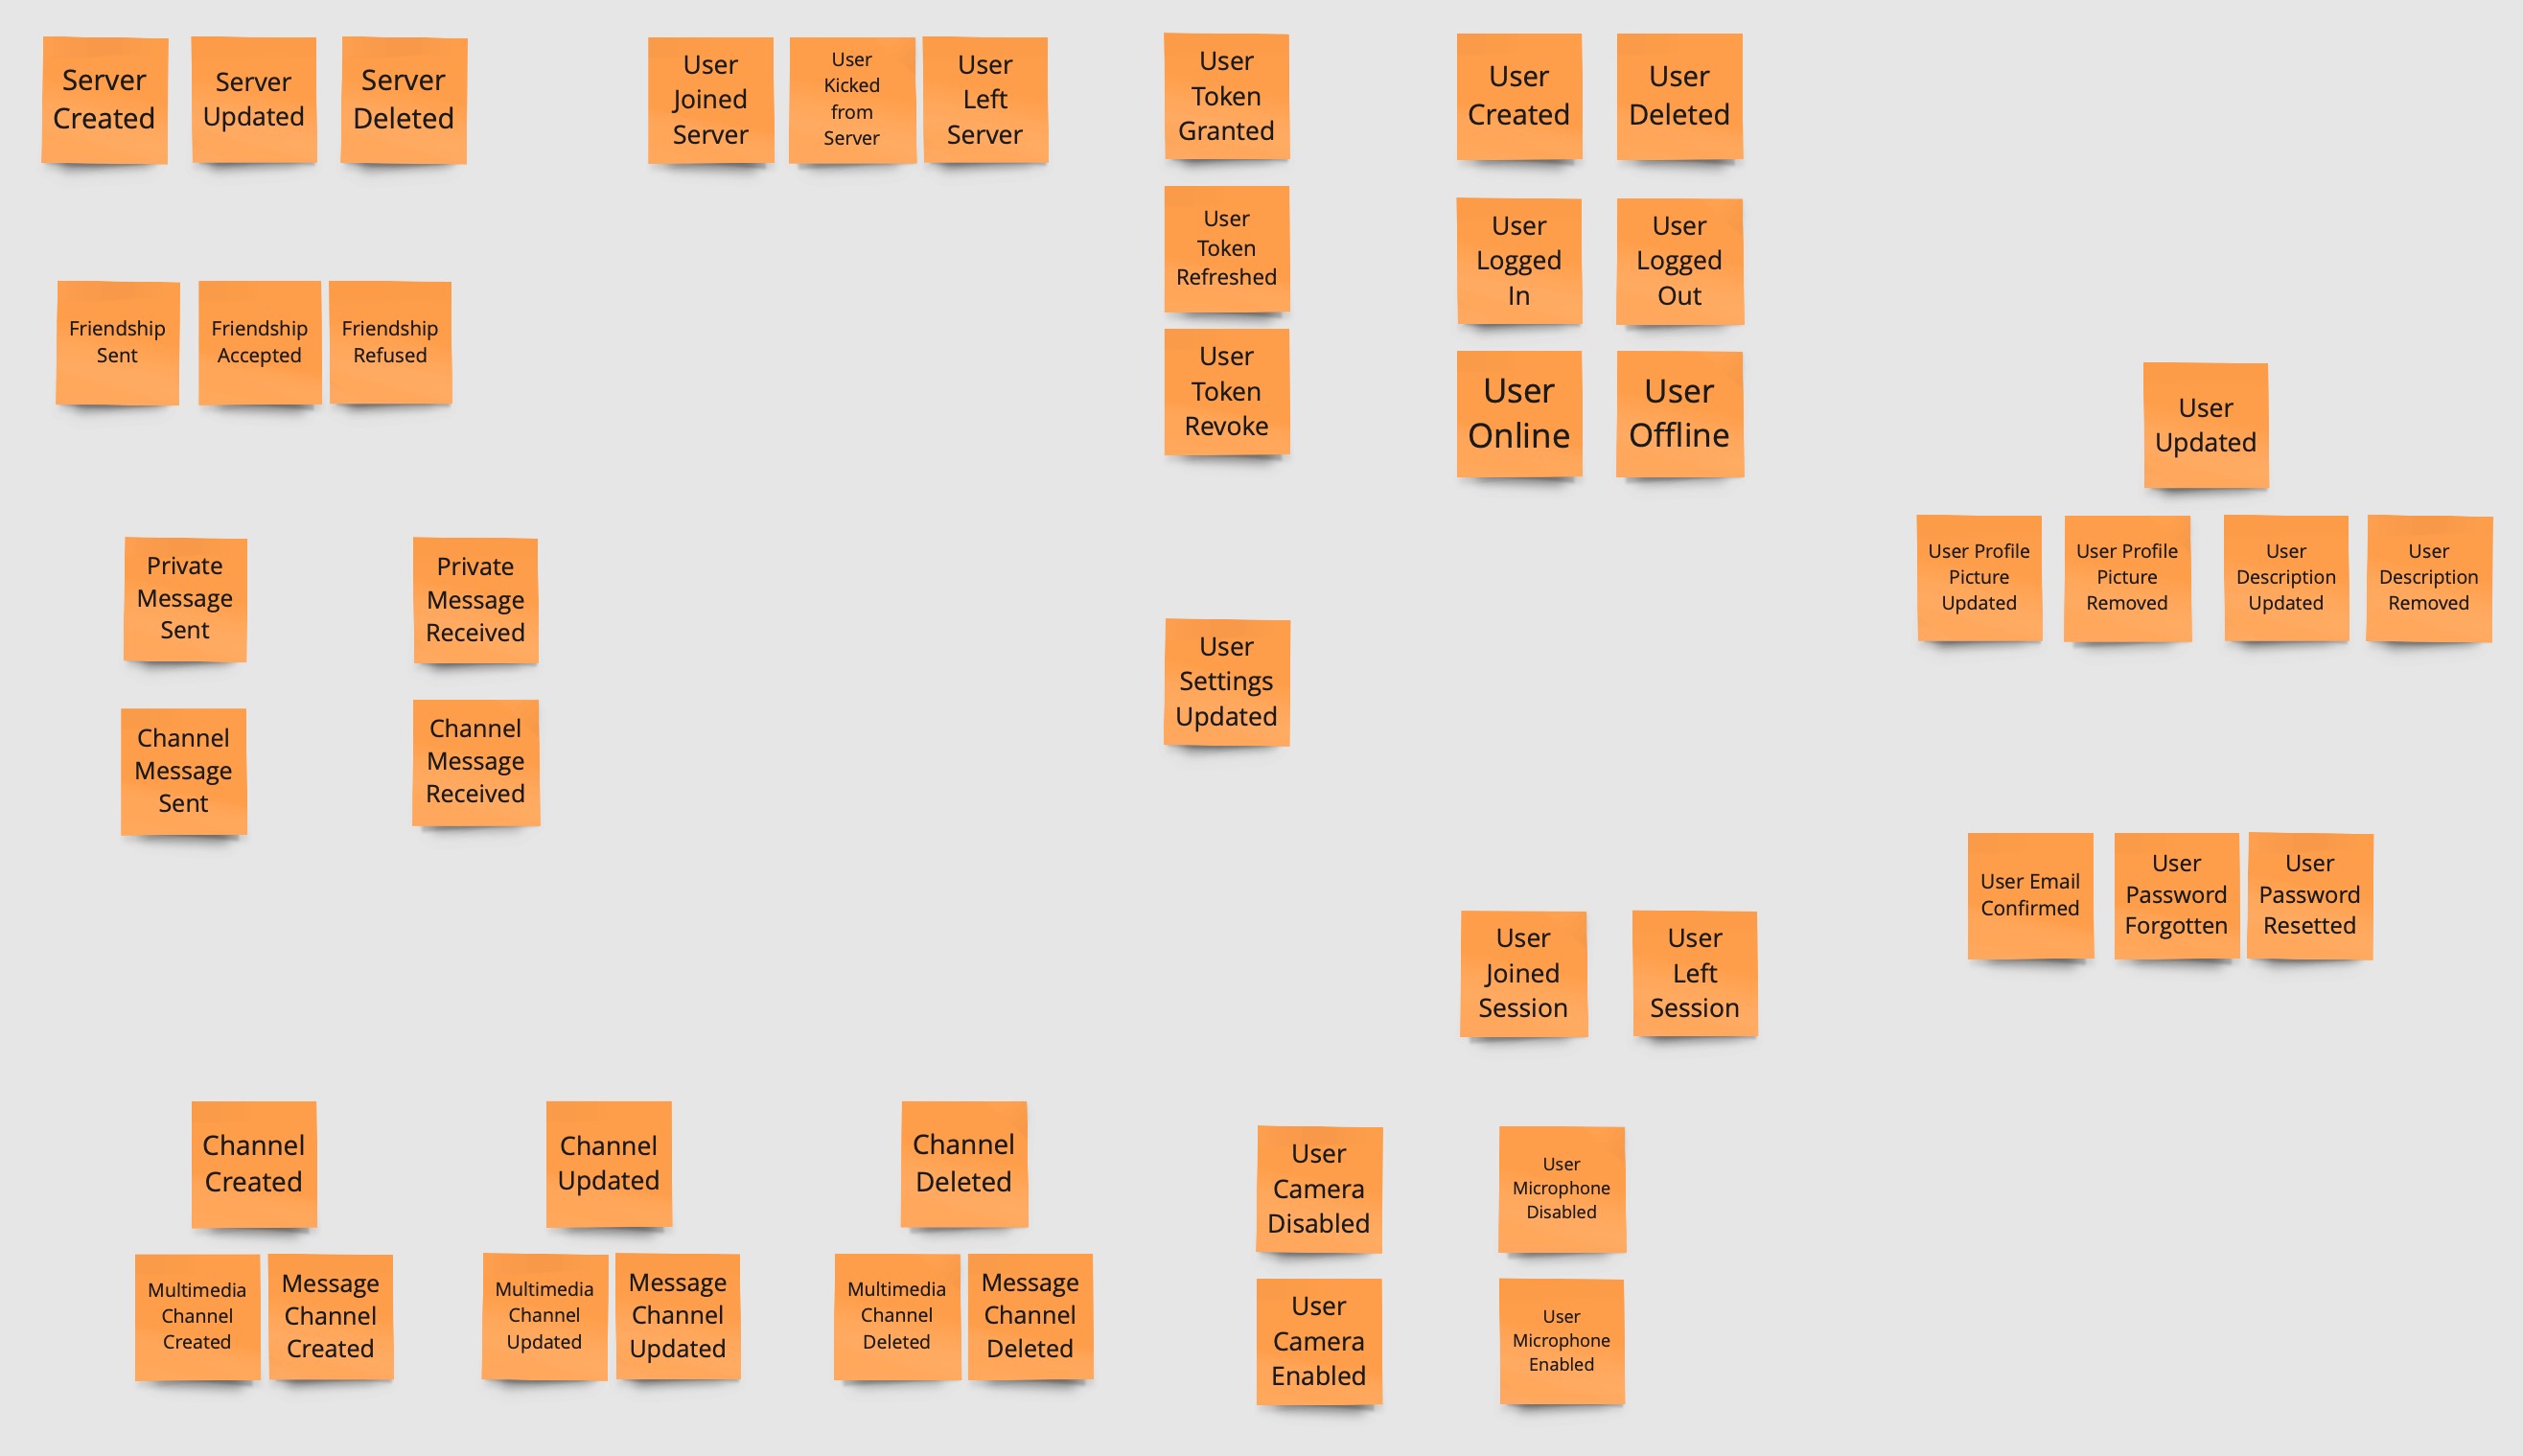 Server
Created
Server
Updated
Server
Deleted
User
Joined
Server
User
Kicked
from
Server
User
Left
Server
User
Token
Granted
User
Created
User
Deleted
User
Token
Refreshed
User
Logged
In
User
Logged
Out
Friendship
Sent
Friendship
Accepted
Friendship
Refused
User
Token
Revoke
User
Online
User
Offline
User
Updated
User Profile
Picture
Updated
User Profile
Picture
Removed
User
Description
Updated
User
Description
Removed
Private
Message
Sent
Private
Message
Received
User
Settings
Updated
Channel
Message
Sent
Channel
Message
Received
User Email
Confirmed
User
Password
Forgotten
User
Password
Resetted
User
Joined
Session
User
Left
Session
Channel
Created
Channel
Updated
Channel
Deleted
User
Camera
Disabled
User
Microphone
Disabled
Multimedia
Channel
Created
Message
Channel
Created
Multimedia
Channel
Updated
Message
Channel
Updated
Multimedia
Channel
Deleted
Message
Channel
Deleted
User
Camera
Enabled
User
Microphone
Enabled